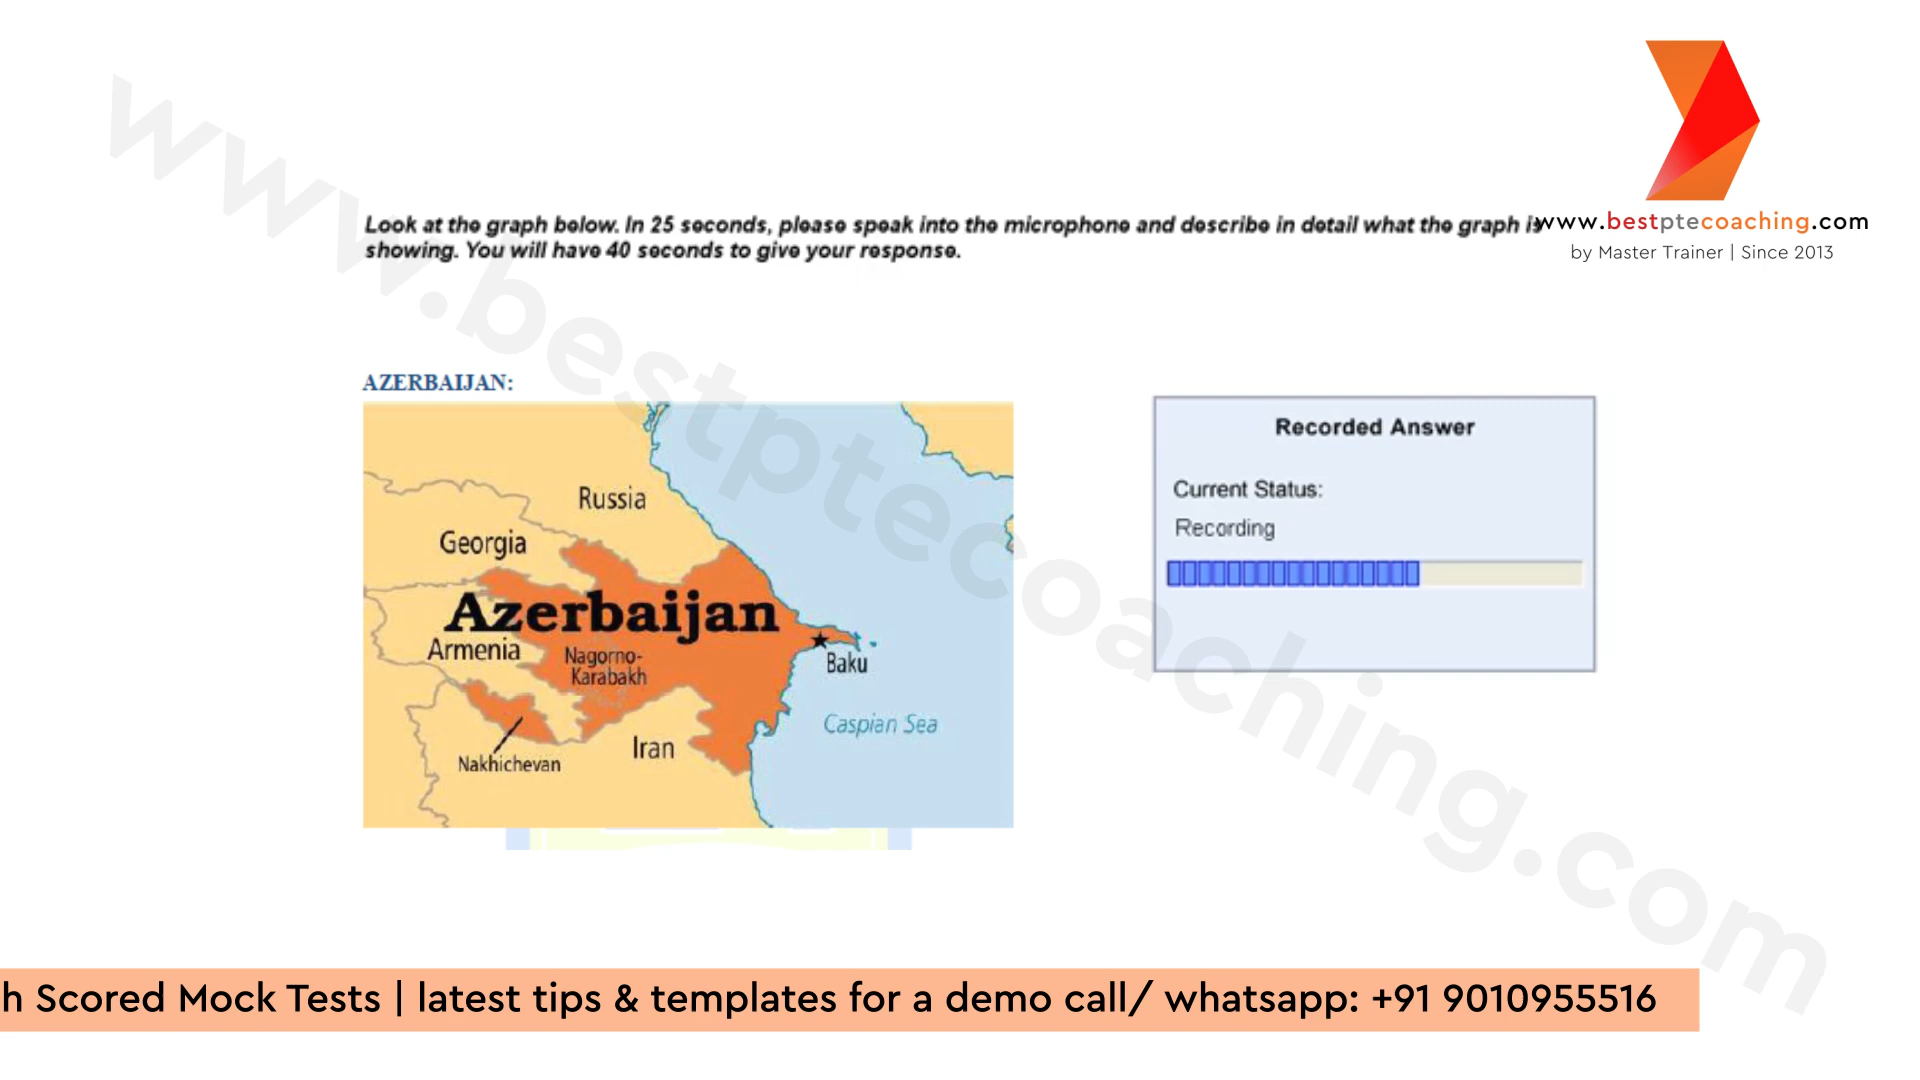 www.bestptecoaching.com
Look at the graph below. In 25 seconds, please speak into the microphone and describe in detail what the graph is
showing. You will have 40 seconds to give your response.
www.bestptecoaching.com
by Master Trainer | Since 2013
AZERBAIJAN:
Russia
Georgia
Azerbaijan
Armenia
Nagorno-
Karabakh
Baku
Caspian Sea
Iran
Nakhichevan
Recorded Answer
Current Status:
Recording
h Scored Mock Tests | latest tips & templates for a demo call/ whatsapp: +91 9010955516